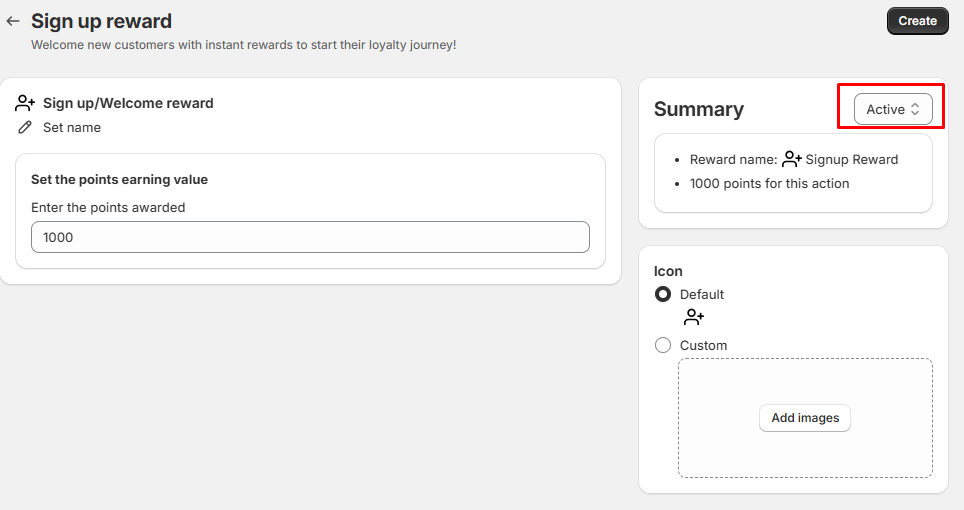 Sign up reward
Create
Welcome new customers with instant rewards to start their loyalty journey!
Sign up/Welcome reward
Set name
Set the points earning value
Enter the points awarded
1000
Summary
Active
Reward name: Signup Reward
1000 points for this action
Icon
Default
Custom
Add images